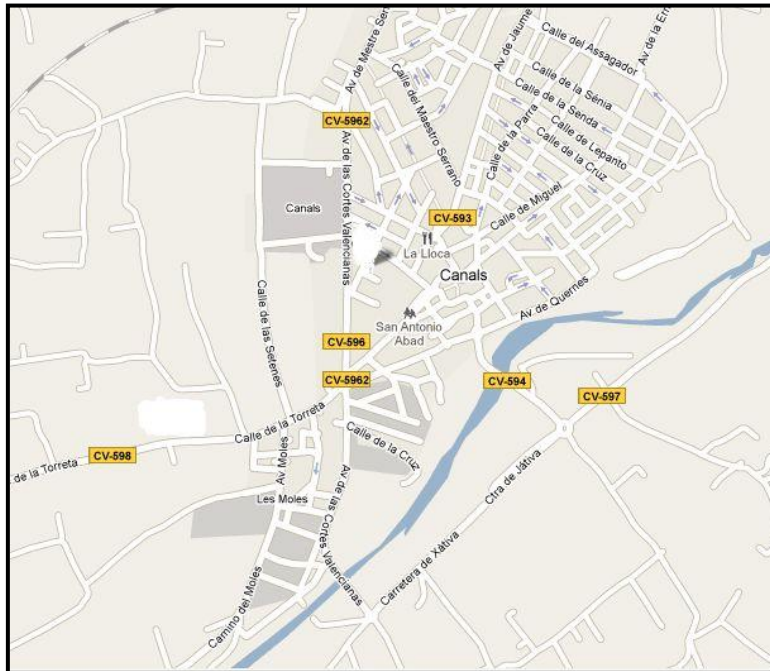 Av de Mestre Ser
Av de Jaume
Av de la Erm
Calle del Assagador
Calle del Maestro Serrano
Calle de la Sénia
Calle de la Senda
Calle de la Parra
Calle de Lepanto
Calle de la Cruz
CV-5962
Av de las Cortes Valencianas
Canals
Calle de Miguel
CV-593
La Lloca
Canals
Calle de las Setenes
Av de Quernes
San Antonio
Abad
CV-596
CV-5962
CV-594
CV-597
Calle de la Torreta
Calle de la Cruz
CV-598
de la Torreta
Av Moles
Ctra de Játiva
Les Moles
Av de las Cortes Valencianas
Carretera de Xátiva
Camino del Moles